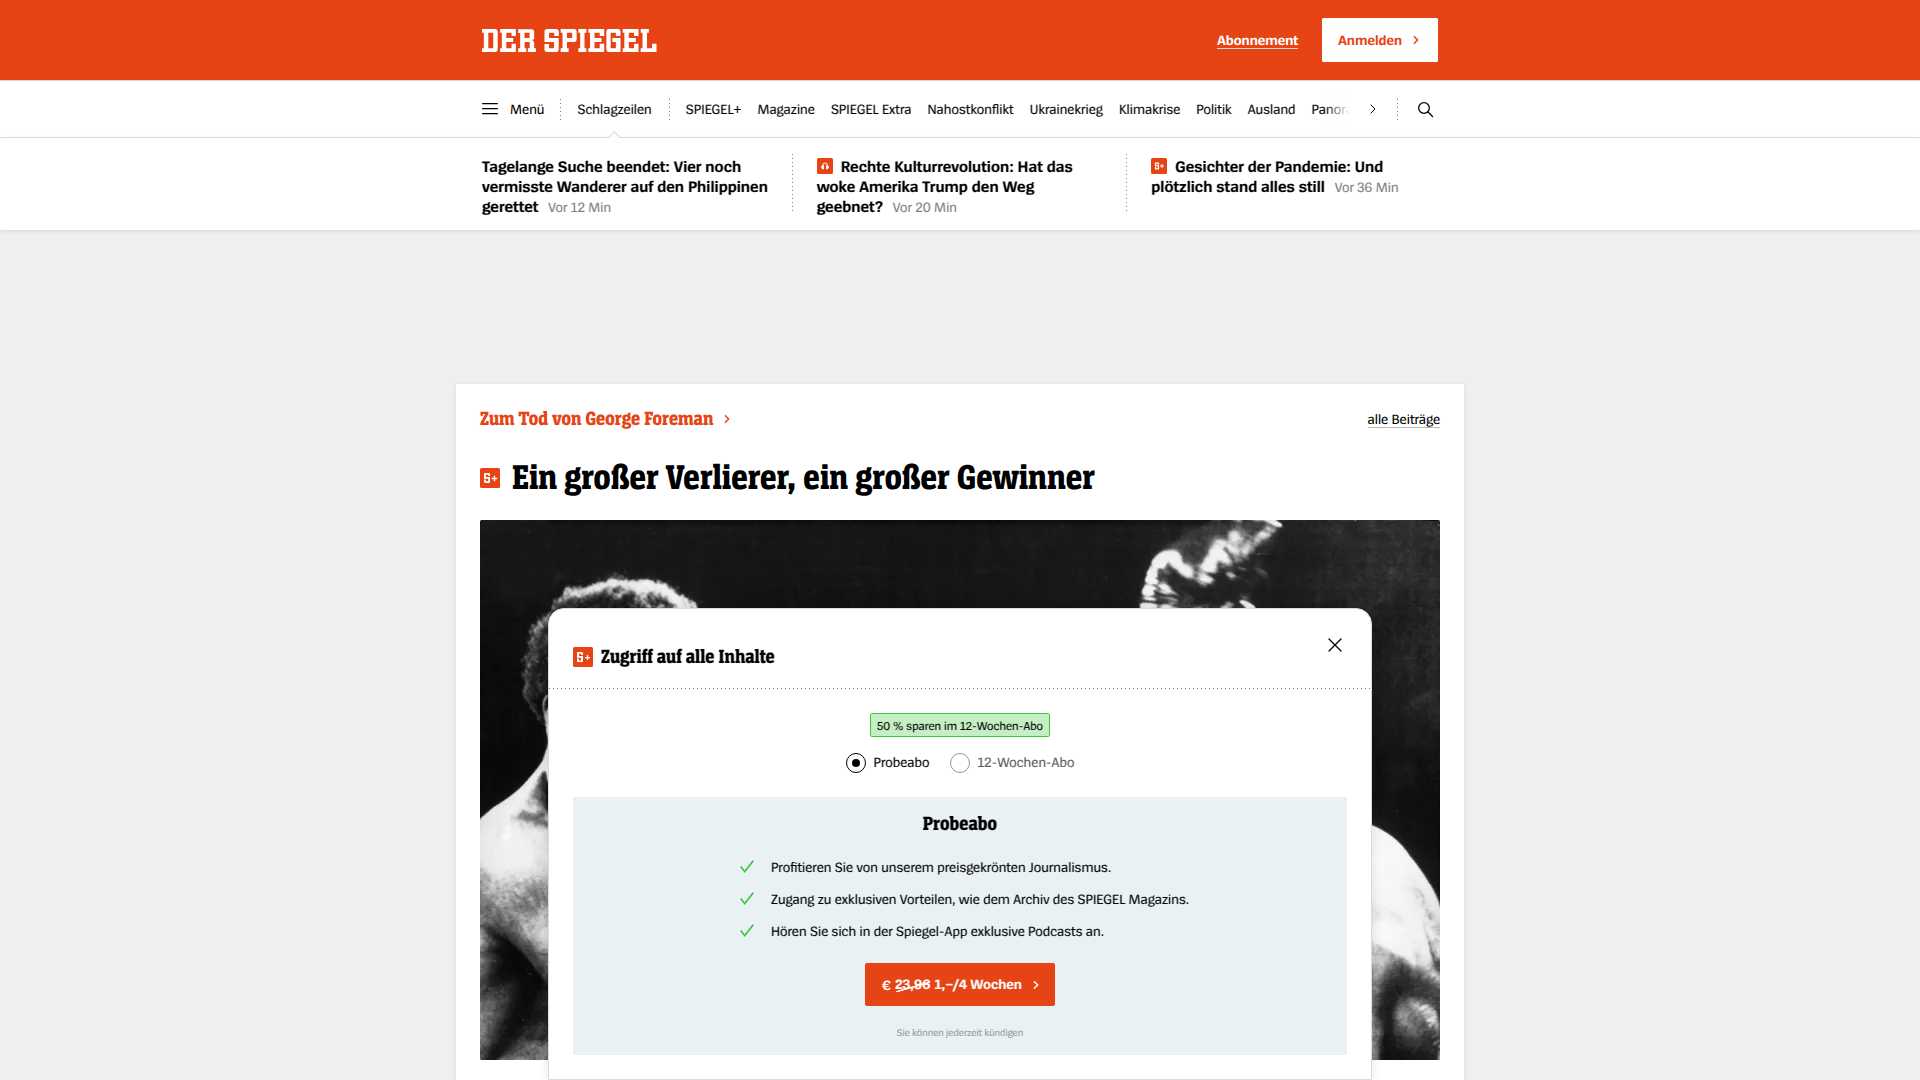 DER SPIEGEL
Abonnement
Anmelden
Menü
Schlagzeilen
SPIEGEL+
Magazine
SPIEGEL Extra
Nahostkonflikt
Ukrainekrieg
Klimakrise
Politik
Ausland
Tagelange Suche beendet: Vier noch
vermisste Wanderer auf den Philippinen
gerettet Vor 12 Min
Rechte Kulturrevolution: Hat das
woke Amerika Trump den Weg
geebnet? Vor 20 Min
S+ Gesichter der Pandemie: Und
plötzlich stand alles still Vor 36 Min
Zum Tod von George Foreman
alle Beiträge
S+ Ein großer Verlierer, ein großer Gewinner
S+ Zugriff auf alle Inhalte
50 % sparen im 12-Wochen-Abo
Probeabo
12-Wochen-Abo
Probeabo
Profitieren Sie von unserem preisgekrönten Journalismus.
Zugang zu exklusiven Vorteilen, wie dem Archiv des SPIEGEL Magazins.
Hören Sie sich in der Spiegel-App exklusive Podcasts an.
€ 23,96 1,–/4 Wochen
Sie können jederzeit kündigen